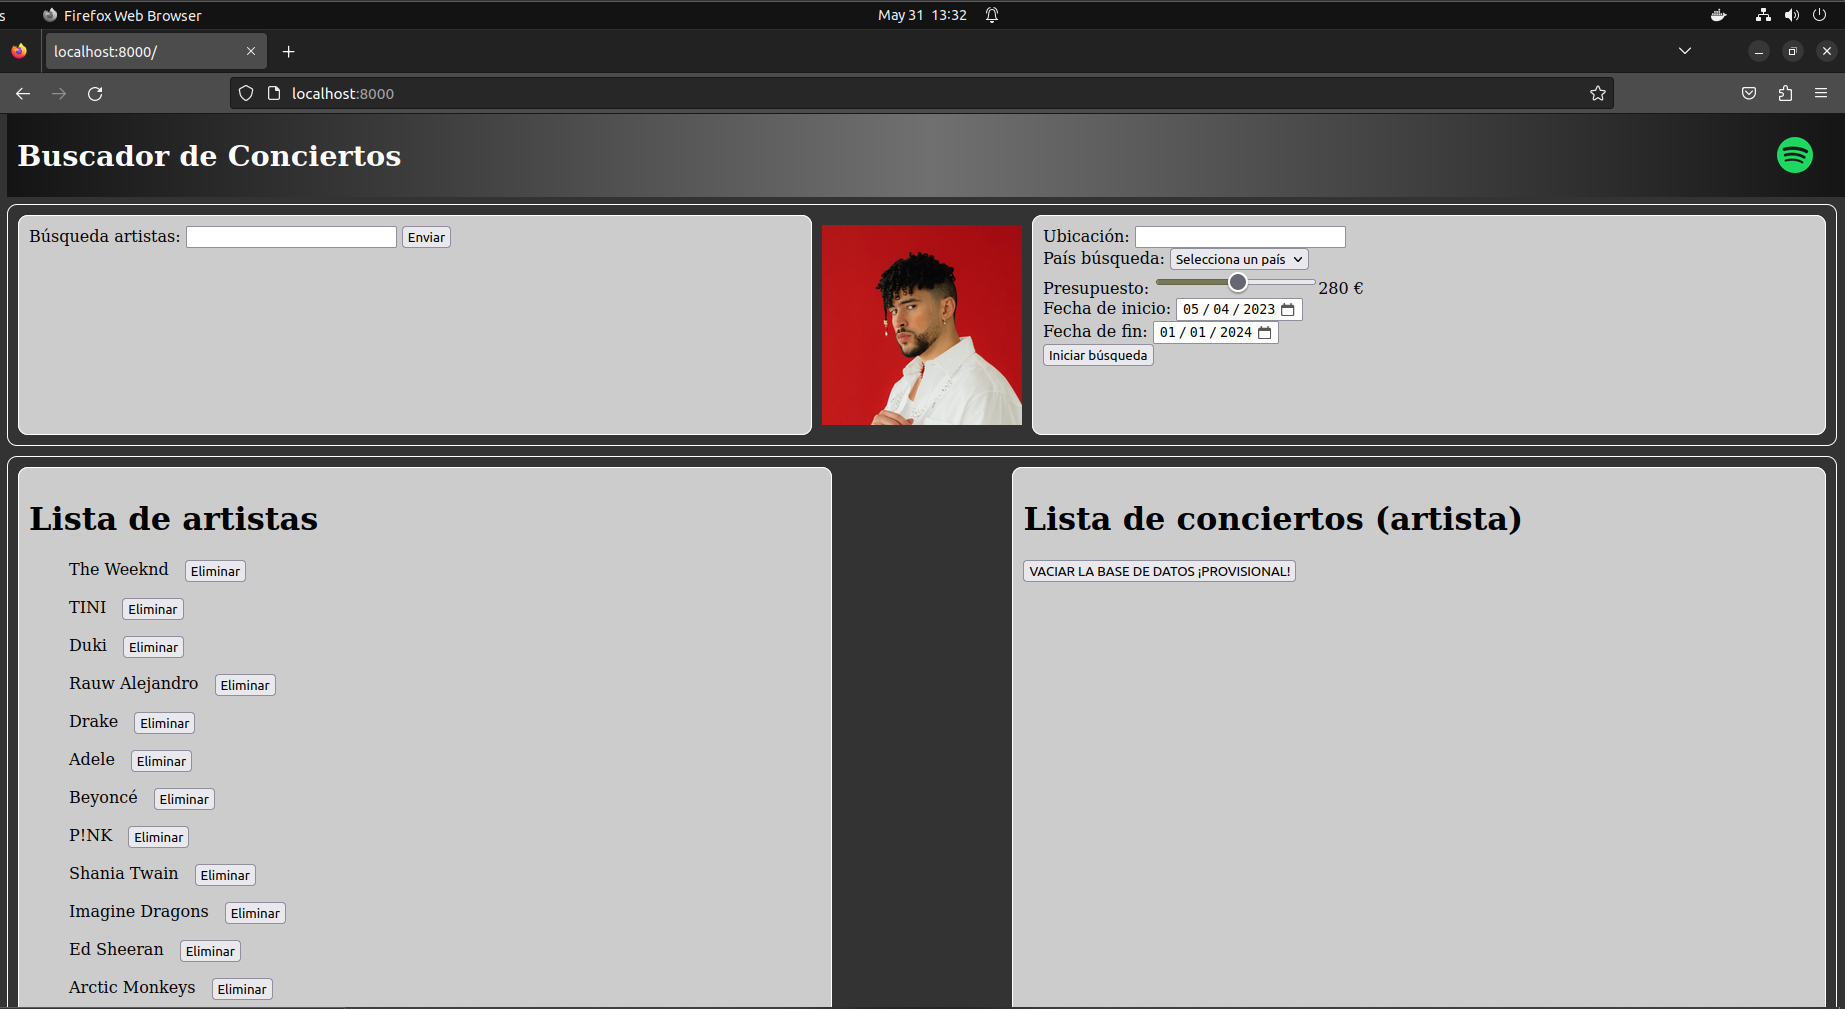 s Firefox Web Browser May 31 13:32
localhost:8000/
localhost:8000
Buscador de Conciertos
Búsqueda artistas: Enviar
Ubicación:
País búsqueda: Selecciona un país
Presupuesto: 280 €
Fecha de inicio: 05 / 04 / 2023
Fecha de fin: 01 / 01 / 2024
Iniciar búsqueda
Lista de artistas
The Weeknd Eliminar
TINI Eliminar
Duki Eliminar
Rauw Alejandro Eliminar
Drake Eliminar
Adele Eliminar
Beyoncé Eliminar
P!NK Eliminar
Shania Twain Eliminar
Imagine Dragons Eliminar
Ed Sheeran Eliminar
Arctic Monkeys Eliminar
Lista de conciertos (artista)
VACIAR LA BASE DE DATOS ¡PROVISIONAL!